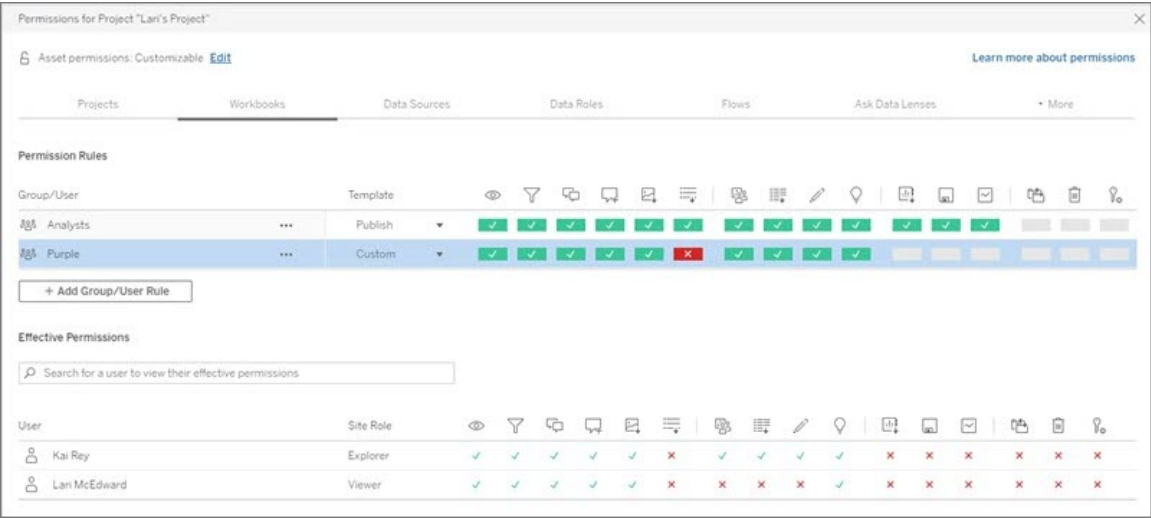 Permissions for Project "Lari's Project"
Asset permissions: Customizable Edit Learn more about permissions
Projects Workbooks Data Sources Data Roles Flows Ask Data Lenses • More
Permission Rules
Group/User Template
Analysts ••• Publish
Purple ••• Custom
+ Add Group/User Rule
Effective Permissions
Search for a user to view their effective permissions
User Site Role
Kai Rey Explorer
Lari McEdward Viewer